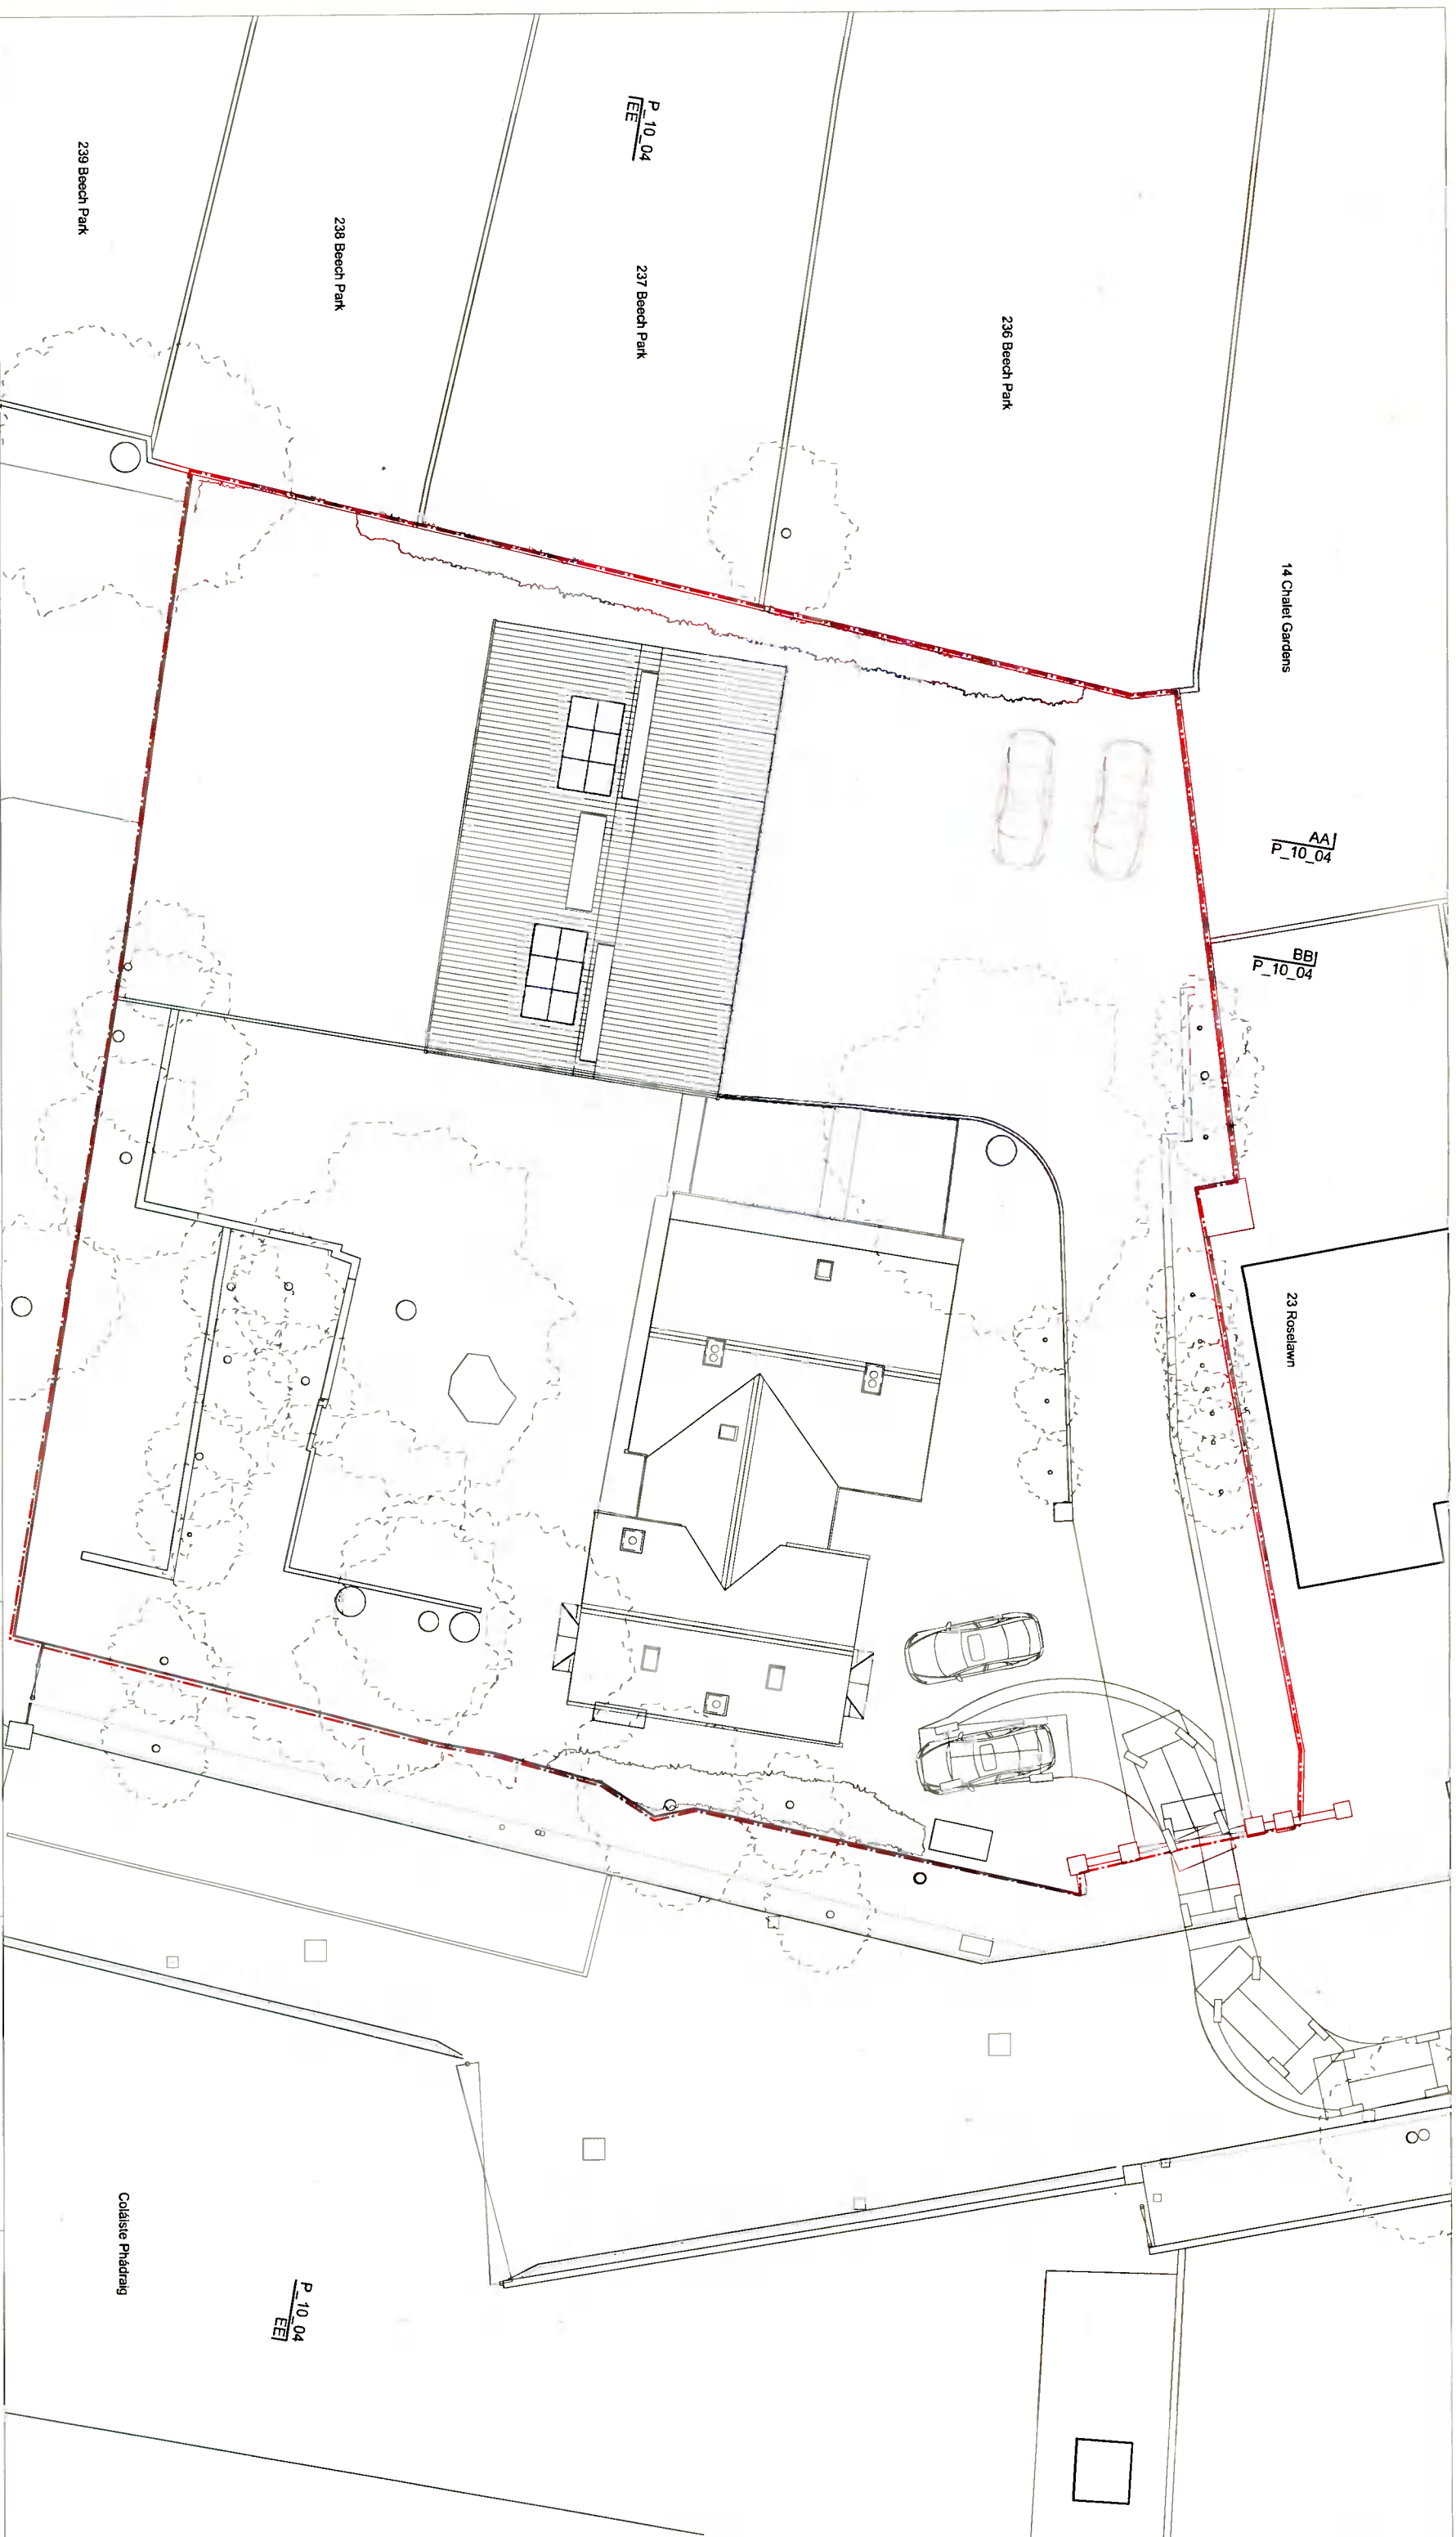 239 Beech Park
238 Beech Park
237 Beech Park
236 Beech Park
14 Chalet Gardens
P_10_04
EE
AA
P_10_04
BB
P_10_04
23 Roselawn
Coláiste Phádraig
P_10_04
EE